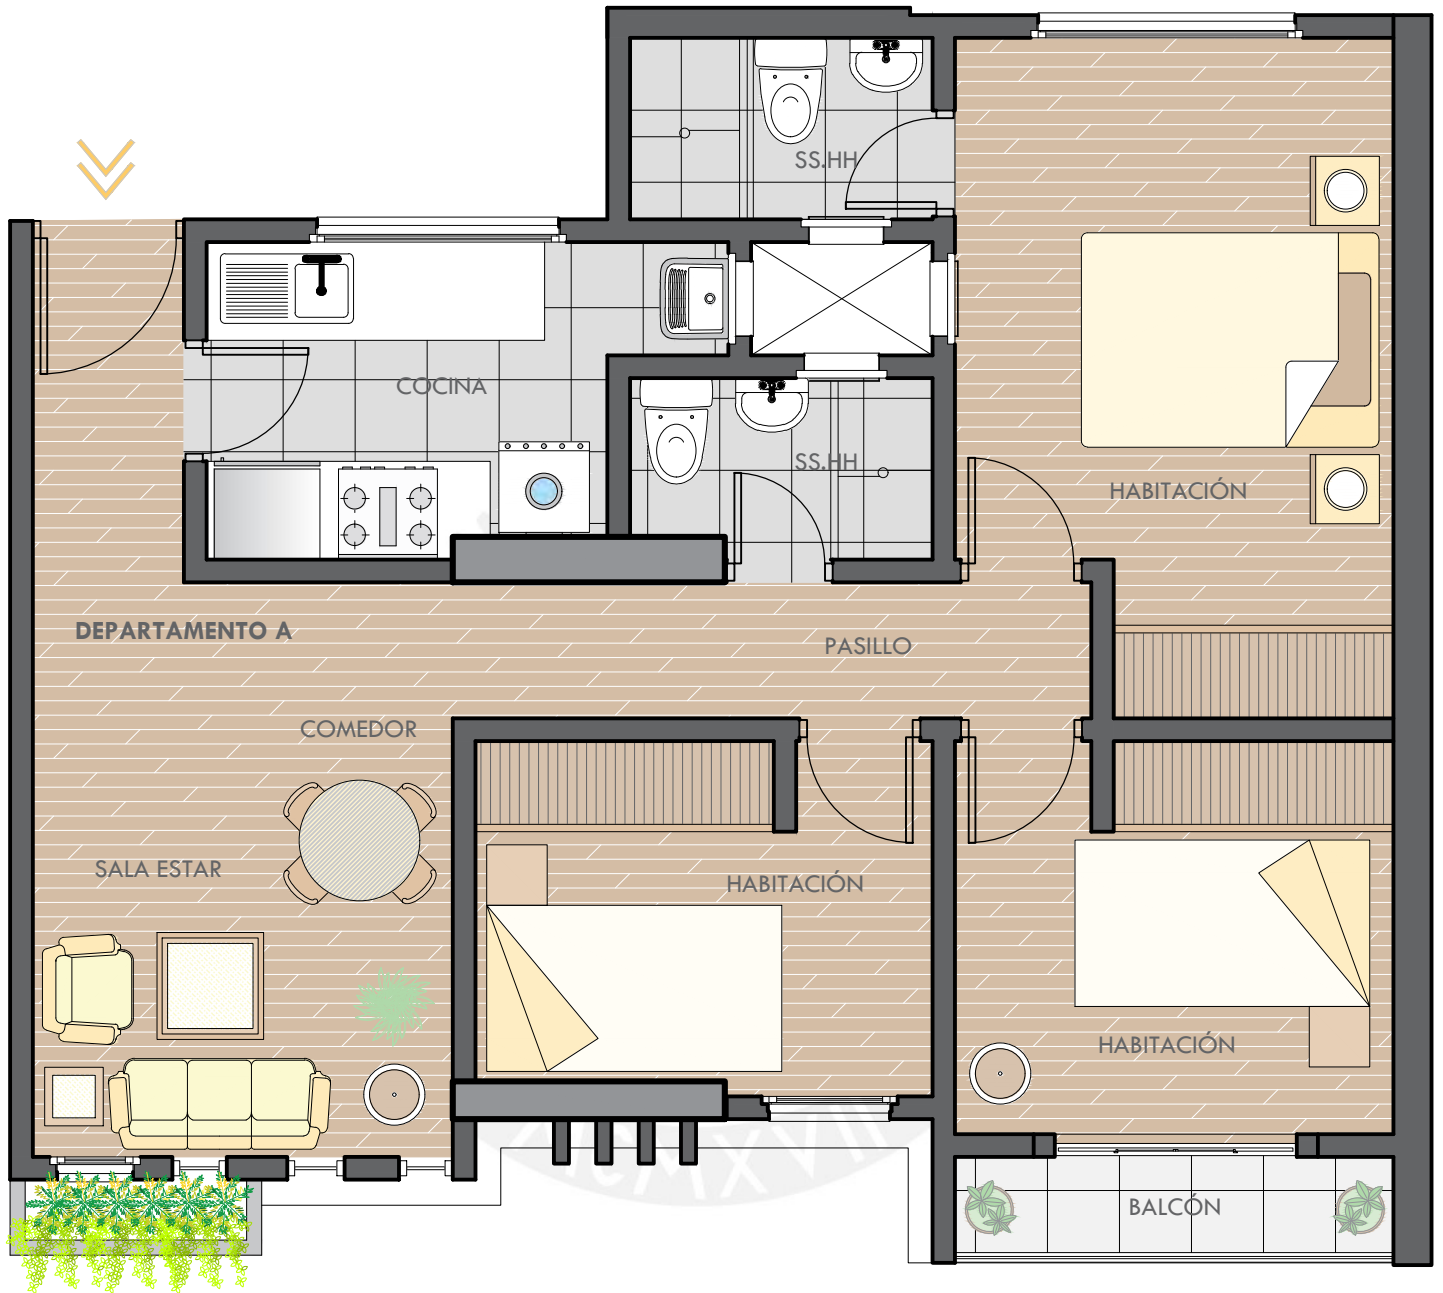 SS.HH
COCINA
SS.HH
HABITACIÓN
DEPARTAMENTO A
PASILLO
COMEDOR
SALA ESTAR
HABITACIÓN
HABITACIÓN
BALCÓN